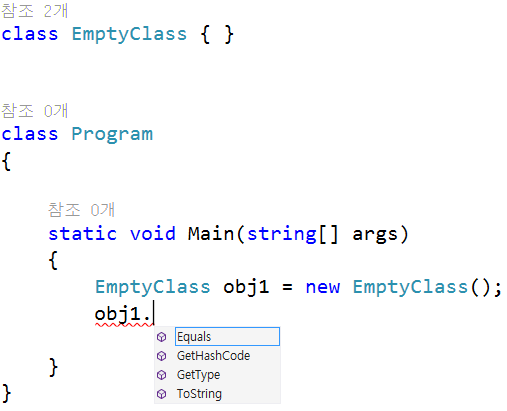 참조 2개
class EmptyClass { }
참조 0개
class Program
{
참조 0개
static void Main(string[] args)
{
EmptyClass obj1 = new EmptyClass();
obj1.
Equals
GetHashCode
GetType
ToString
}
}